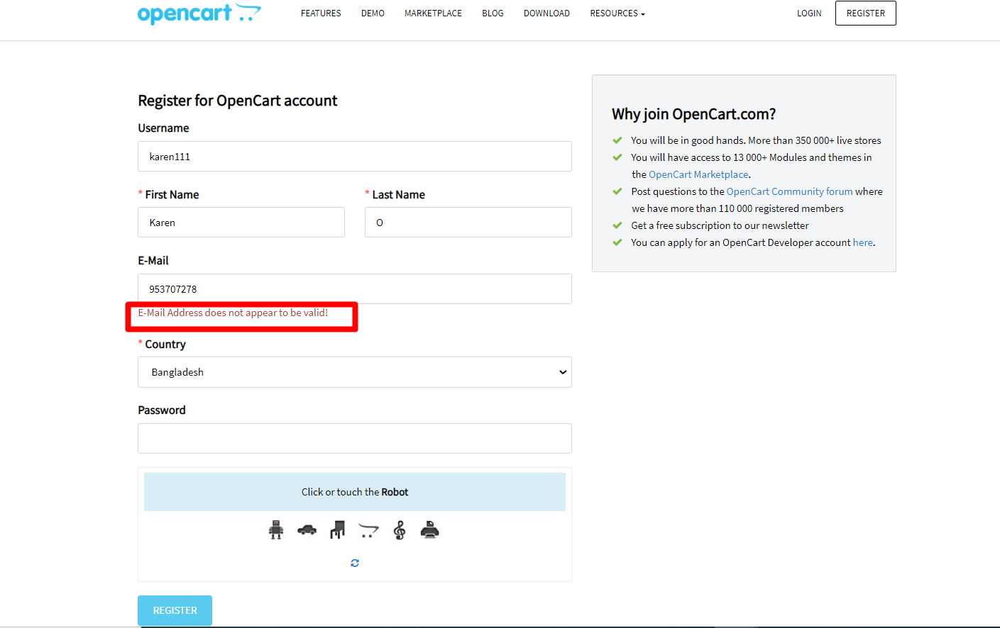 opencart
FEATURES
DEMO
MARKETPLACE
BLOG
DOWNLOAD
RESOURCES
LOGIN
REGISTER
Register for OpenCart account
Username
karen111
* First Name
* Last Name
Karen
O
E-Mail
953707278
E-Mail Address does not appear to be valid!
* Country
Bangladesh
Password
Click or touch the Robot
REGISTER
Why join OpenCart.com?
You will be in good hands. More than 350 000+ live stores
You will have access to 13 000+ Modules and themes in
the OpenCart Marketplace.
Post questions to the OpenCart Community forum where
we have more than 110 000 registered members
Get a free subscription to our newsletter
You can apply for an OpenCart Developer account here.